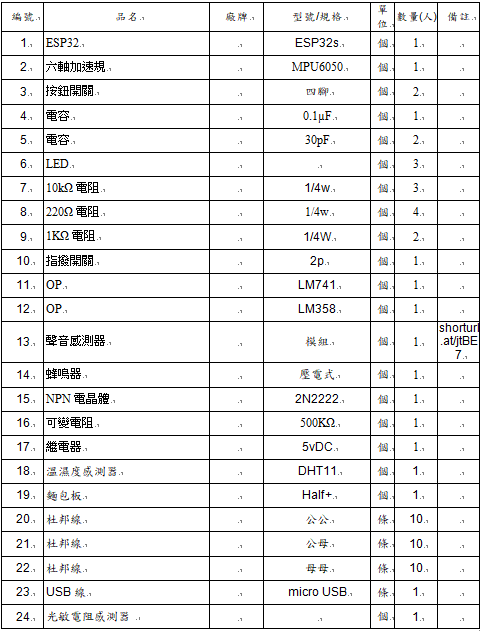 編號 品名 廠牌 型號/規格 單位 數量(人) 備註
1. ESP32 ESP32s 個 1
2. 六軸加速規 MPU6050 個 1
3. 按鈕開關 四腳 個 2
4. 電容 0.1μF 個 1
5. 電容 30pF 個 2
6. LED 個 3
7. 10kΩ 電阻 1/4w 個 3
8. 220Ω 電阻 1/4w 個 4
9. 1KΩ 電阻 1/4W 個 2
10. 指撥開關 2p 個 1
11. OP LM741 個 1
12. OP LM358 個 1
13. 聲音感測器 模組 個 1 shorturl.at/jtBE7
14. 蜂鳴器 壓電式 個 1
15. NPN 電晶體 2N2222 個 1
16. 可變電阻 500KΩ 個 1
17. 繼電器 5vDC 個 1
18. 溫濕度感測器 DHT11 個 1
19. 麵包板 Half+ 個 1
20. 杜邦線 公公 條 10
21. 杜邦線 公母 條 10
22. 杜邦線 母母 條 10
23. USB 線 micro USB 條 1
24. 光敏電阻感測器 個 1